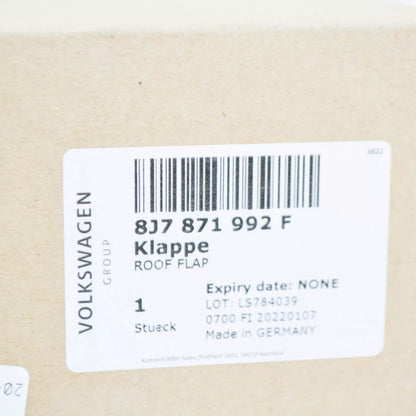 3822
VOLKSWAGEN
GROUP
8J7 871 992 F
Klappe
ROOF FLAP
1
Stueck
Expiry date: NONE
LOT: LS784039
0700 FI 20220107
Made in GERMANY